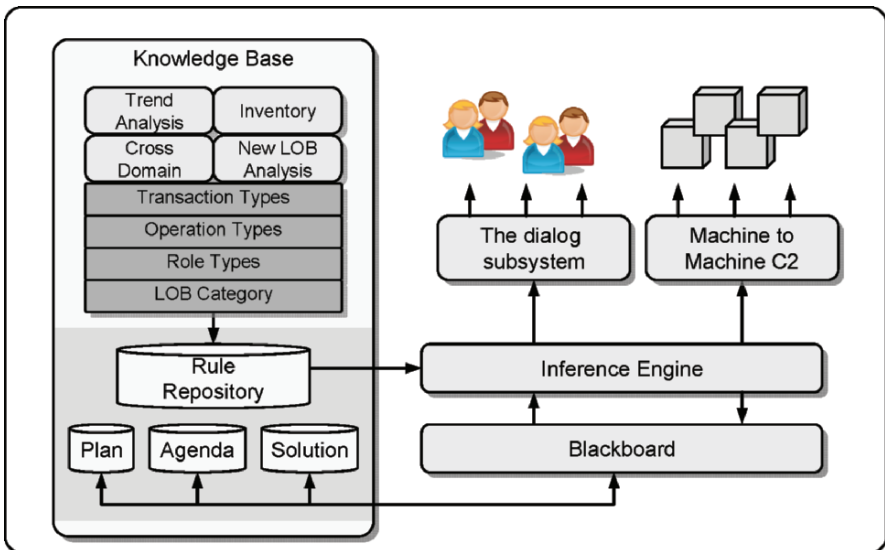 Knowledge Base
Trend
Analysis
Inventory
Cross
Domain
New LOB
Analysis
Transaction Types
Operation Types
Role Types
LOB Category
Rule
Repository
Plan
Agenda
Solution
The dialog
subsystem
Machine to
Machine C2
Inference Engine
Blackboard